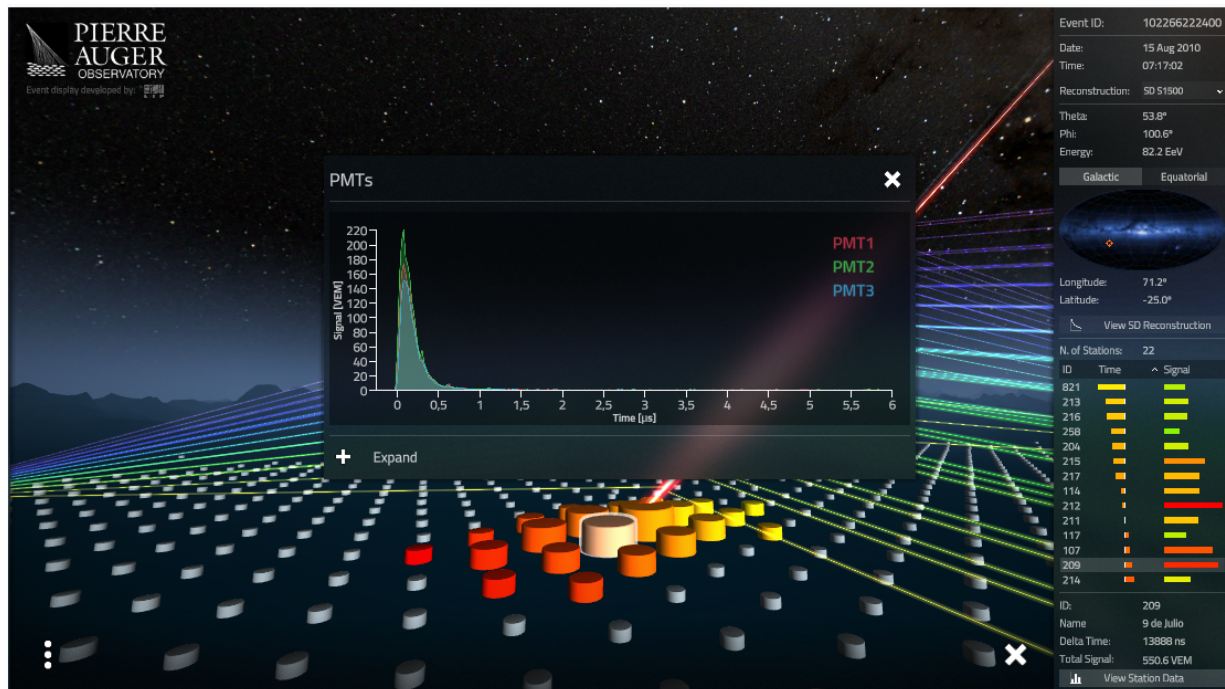 PIERRE
AUGER
OBSERVATORY
Event display developed by: LIP
PMTs
Signal [VEM]
220
200
180
160
140
120
100
80
60
40
20
0
0 0,5 1 1,5 2 2,5 3 3,5 4 4,5 5 5,5 6
Time [µs]
PMT1
PMT2
PMT3
Expand
Event ID: 102266222400
Date: 15 Aug 2010
Time: 07:17:02
Reconstruction: SD S1500
Theta: 53.8º
Phi: 100.6º
Energy: 82.2 EeV
Galactic Equatorial
Longitude: 71.2º
Latitude: -25.0º
View SD Reconstruction
N. of Stations: 22
ID Time Signal
821
213
216
258
204
215
217
114
212
211
117
107
209
214
ID: 209
Name 9 de Julio
Delta Time: 13888 ns
Total Signal: 550.6 VEM
View Station Data